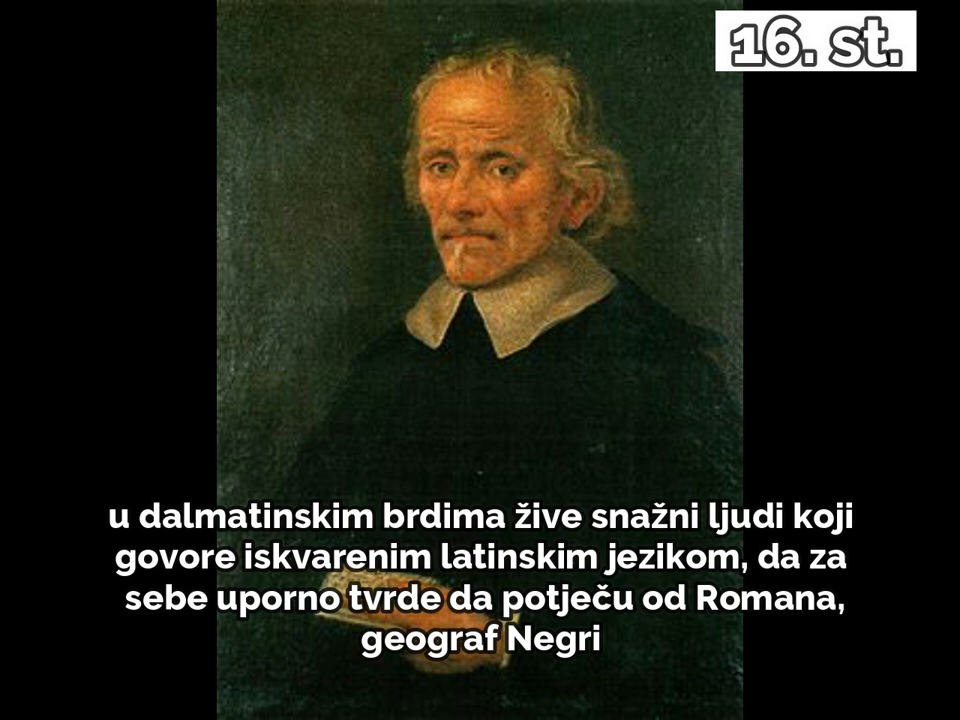 16. st.
u dalmatinskim brdima žive snažni ljudi koji
govore iskvarenim latinskim jezikom, da za
sebe uporno tvrde da potječu od Romana,
geograf Negri